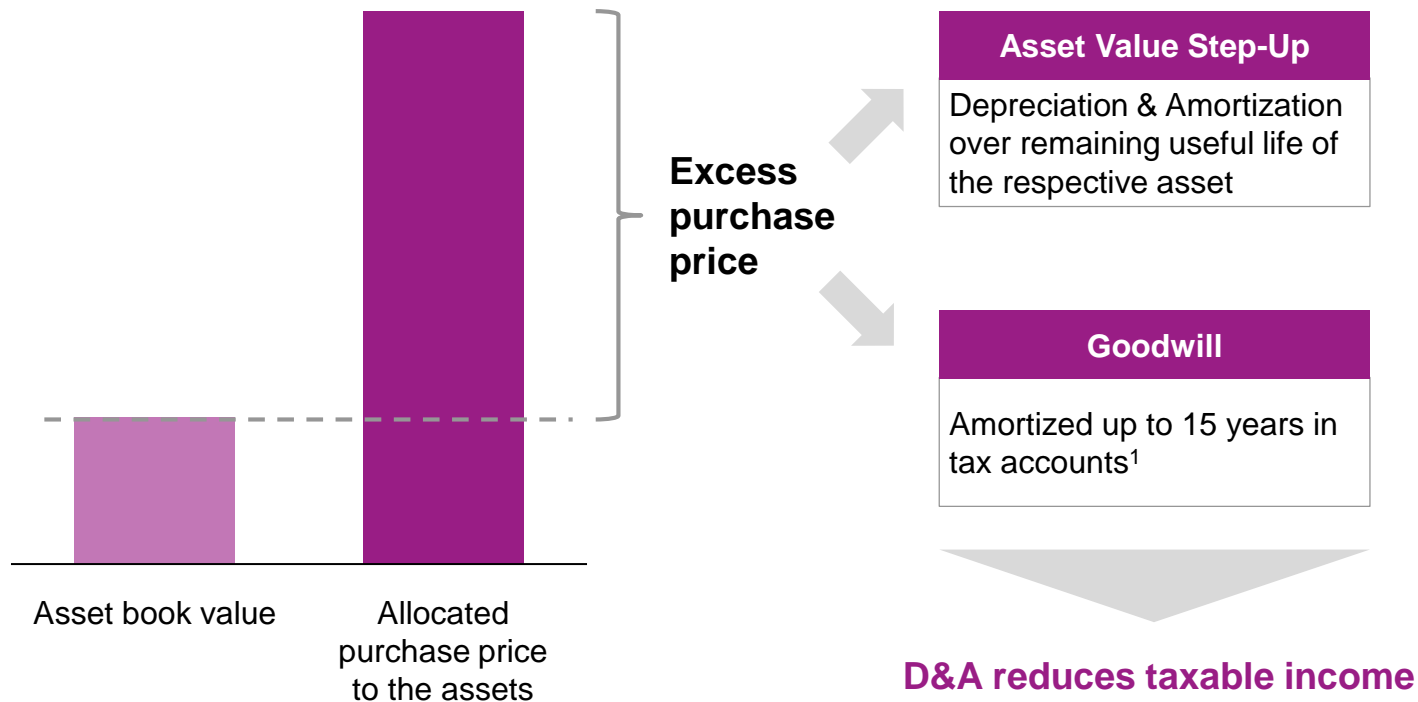 Asset book value
Allocated
purchase price
to the assets
Excess
purchase
price
Asset Value Step-Up
Depreciation & Amortization
over remaining useful life of
the respective asset
Goodwill
Amortized up to 15 years in
tax accounts¹
D&A reduces taxable income